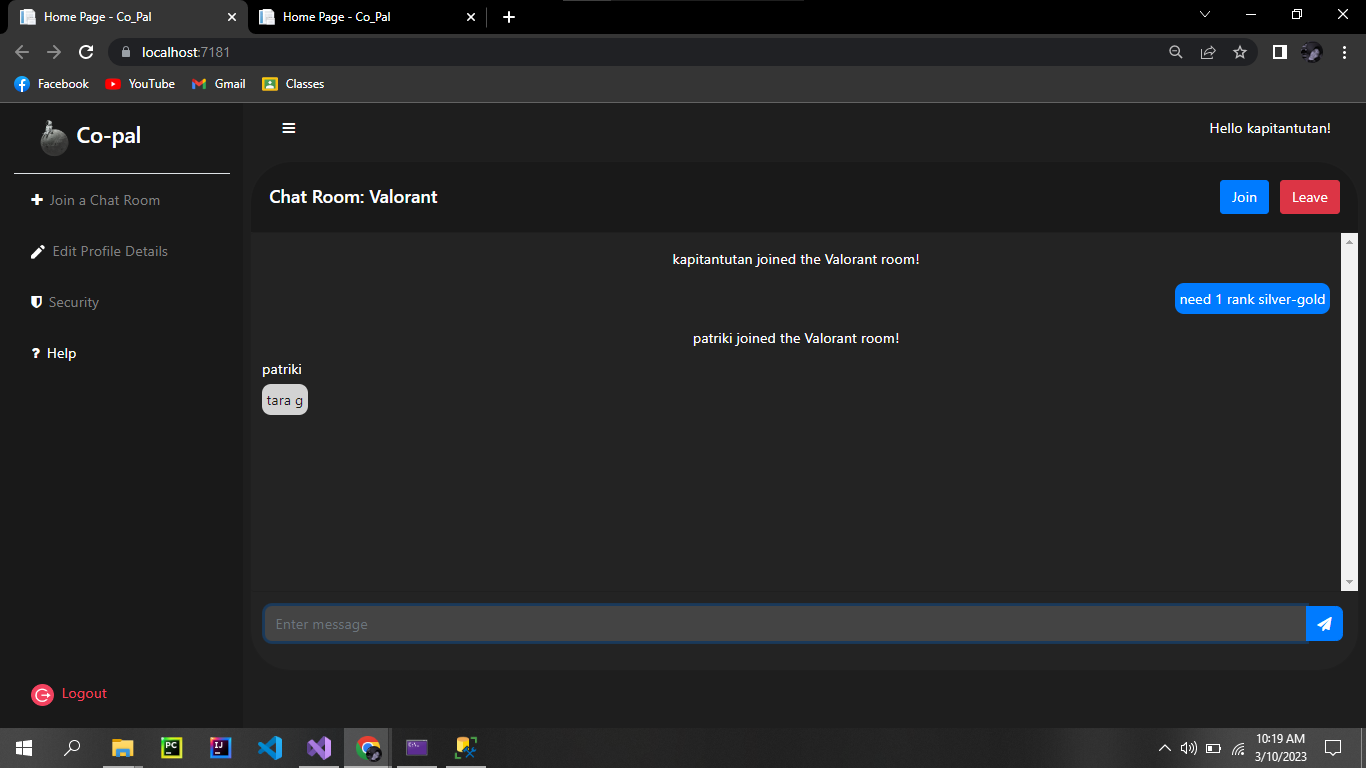 Home Page - Co_Pal
Home Page - Co_Pal
localhost:7181
Facebook
YouTube
Gmail
Classes
Co-pal
Hello kapitantutan!
Join a Chat Room
Edit Profile Details
Security
Help
Logout
Chat Room: Valorant
Join
Leave
kapitantutan joined the Valorant room!
need 1 rank silver-gold
patriki joined the Valorant room!
patriki
tara g
Enter message
PC
IJ
10:19 AM
3/10/2023